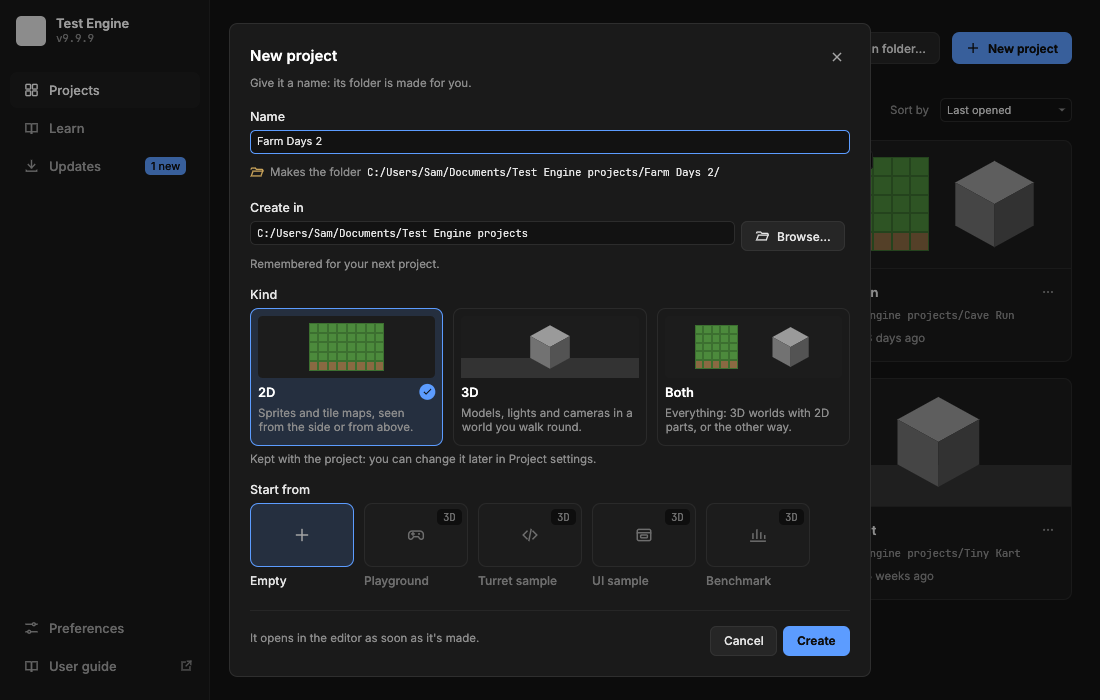 Test Engine
v9.9.9
Projects
Learn
Updates
1 new
Preferences
User guide
New project
Give it a name: its folder is made for you.
Name
Farm Days 2
Makes the folder C:/Users/Sam/Documents/Test Engine projects/Farm Days 2/
Create in
C:/Users/Sam/Documents/Test Engine projects
Browse...
Remembered for your next project.
Kind
2D
Sprites and tile maps, seen
from the side or from above.
3D
Models, lights and cameras in a
world you walk round.
Both
Everything: 3D worlds with 2D
parts, or the other way.
Kept with the project: you can change it later in Project settings.
Start from
Empty
3D
Playground
3D
Turret sample
3D
UI sample
3D
Benchmark
It opens in the editor as soon as it's made.
Cancel
Create
folder...
New project
Sort by
Last opened
projects/Cave Run
days ago
projects/Tiny Kart
weeks ago